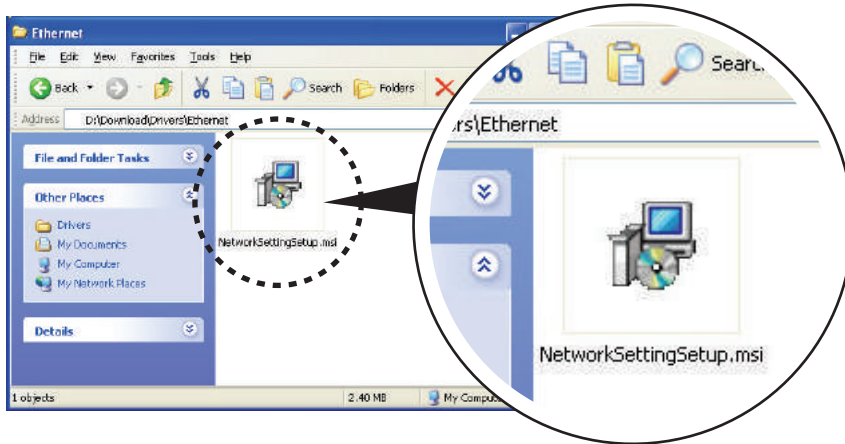 Ethernet
File Edit View Favorites Tools Help
Back Search Folders
Address D:\Download\Drivers\Ethernet
File and Folder Tasks
Other Places
Drivers
My Documents
My Computer
My Network Places
Details
NetworkSettingSetup.msi
1 objects 2.40 MB My Comput
Searc
rs\Ethernet
NetworkSettingSetup.msi